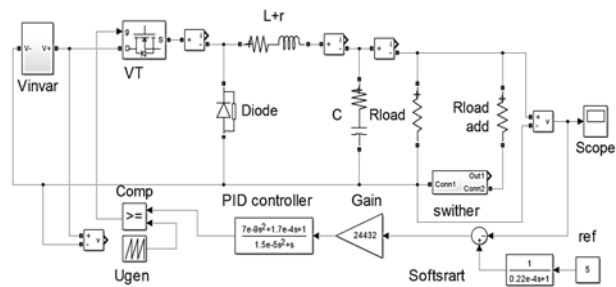 L+r
V- V+
g
D S
+ i -
+ i -
+ i -
Vinvar
VT
Diode
C
Rload
Rload
add
+ v -
Scope
Out1
Conn1
Conn2
swither
Comp
PID controller
Gain
>=
7e-9s²+1.7e-4s+1
1.5e-5s²+s
24432
ref
+ v -
Ugen
Softsrart
1
0.22e-4s+1
5